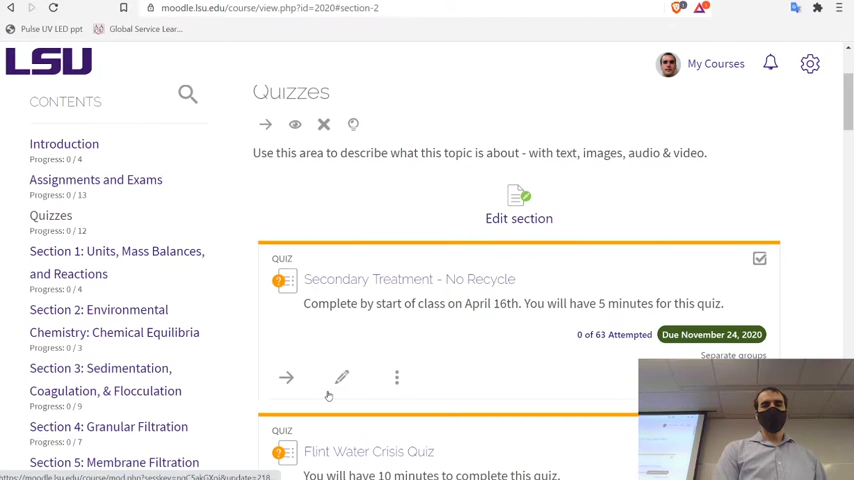 moodle.lsu.edu/course/view.php?id=2020#section-2
Pulse UV LED ppt
Global Service Lear...
LSU
My Courses
CONTENTS
Quizzes
Introduction
Progress: 0 / 4
Assignments and Exams
Progress: 0 / 13
Quizzes
Progress: 0 / 12
Section 1: Units, Mass Balances,
and Reactions
Progress: 0 / 4
Section 2: Environmental
Chemistry: Chemical Equilibria
Progress: 0 / 3
Section 3: Sedimentation,
Coagulation, & Flocculation
Progress: 0 / 9
Section 4: Granular Filtration
Progress: 0 / 7
Section 5: Membrane Filtration
Use this area to describe what this topic is about - with text, images, audio & video.
Edit section
QUIZ
Secondary Treatment - No Recycle
Complete by start of class on April 16th. You will have 5 minutes for this quiz.
0 of 63 Attempted
Due November 24, 2020
Separate groups
QUIZ
Flint Water Crisis Quiz
You will have 10 minutes to complete this quiz.